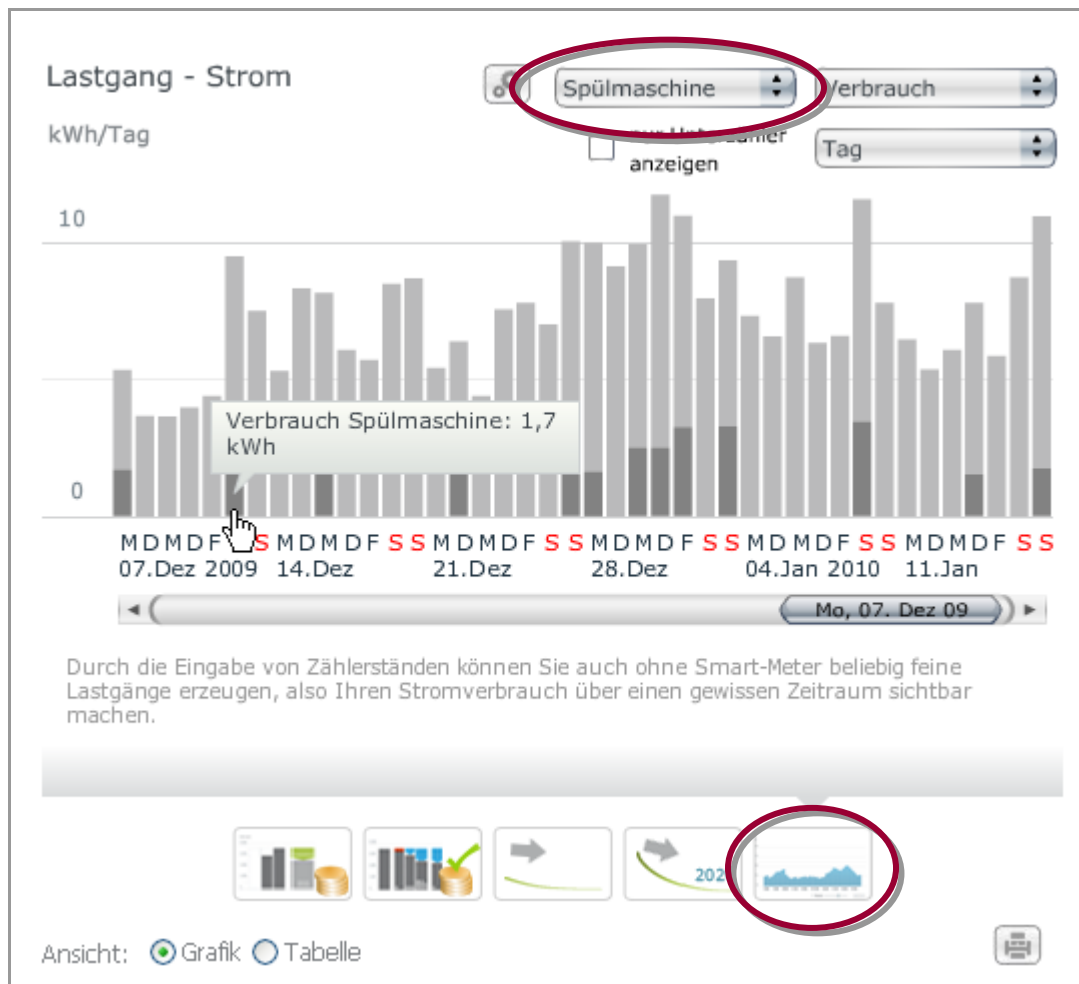 Lastgang - Strom
Spülmaschine
Verbrauch
kWh/Tag
nur Unterzähler
anzeigen
Tag
10
Verbrauch Spülmaschine: 1,7
kWh
0
M D M D F S M D M D F S S M D M D F S S M D M D F S S M D M D F S S M D M D F S S
07.Dez 2009 14.Dez 21.Dez 28.Dez 04.Jan 2010 11.Jan
Mo, 07. Dez 09
Durch die Eingabe von Zählerständen können Sie auch ohne Smart-Meter beliebig feine
Lastgänge erzeugen, also Ihren Stromverbrauch über einen gewissen Zeitraum sichtbar
machen.
202
Ansicht: Grafik Tabelle